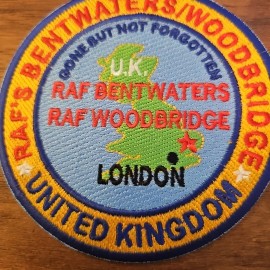 RAF'S BENTWATERS/WOODBRIDGE
GONE BUT NOT FORGOTTEN
U.K.
RAF BENTWATERS
RAF WOODBRIDGE
LONDON
UNITED KINGDOM